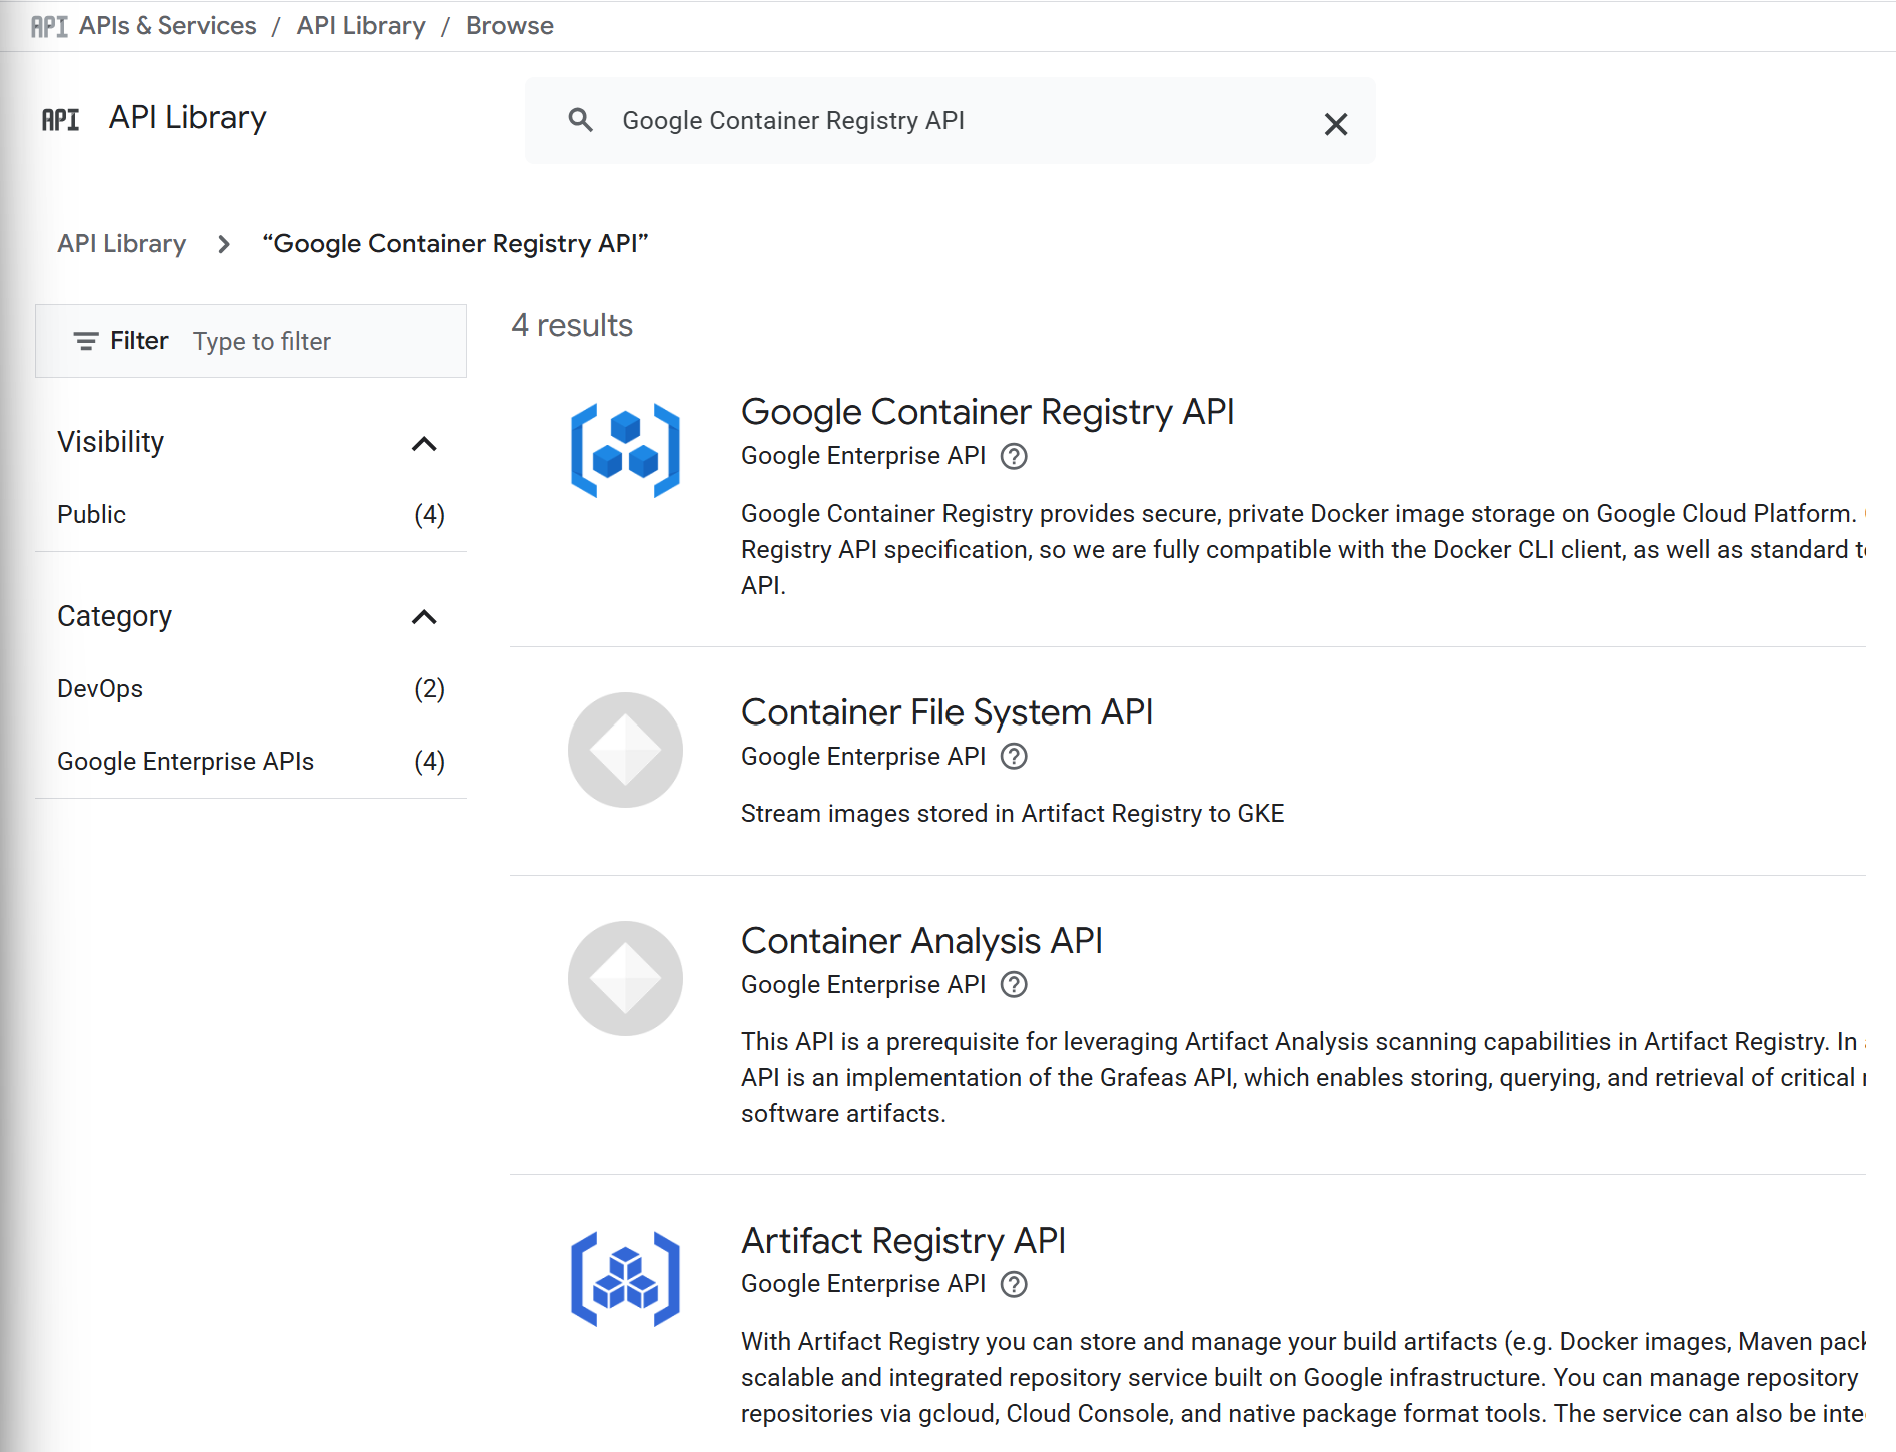 API APIs & Services / API Library / Browse
API API Library
Google Container Registry API
API Library > “Google Container Registry API”
Filter Type to filter
Visibility
Public (4)
Category
DevOps (2)
Google Enterprise APIs (4)
4 results
Google Container Registry API
Google Enterprise API
Google Container Registry provides secure, private Docker image storage on Google Cloud Platform.
Registry API specification, so we are fully compatible with the Docker CLI client, as well as standard
API.
Container File System API
Google Enterprise API
Stream images stored in Artifact Registry to GKE
Container Analysis API
Google Enterprise API
This API is a prerequisite for leveraging Artifact Analysis scanning capabilities in Artifact Registry. In
API is an implementation of the Grafeas API, which enables storing, querying, and retrieval of critical
software artifacts.
Artifact Registry API
Google Enterprise API
With Artifact Registry you can store and manage your build artifacts (e.g. Docker images, Maven pack
scalable and integrated repository service built on Google infrastructure. You can manage repository
repositories via gcloud, Cloud Console, and native package format tools. The service can also be inte